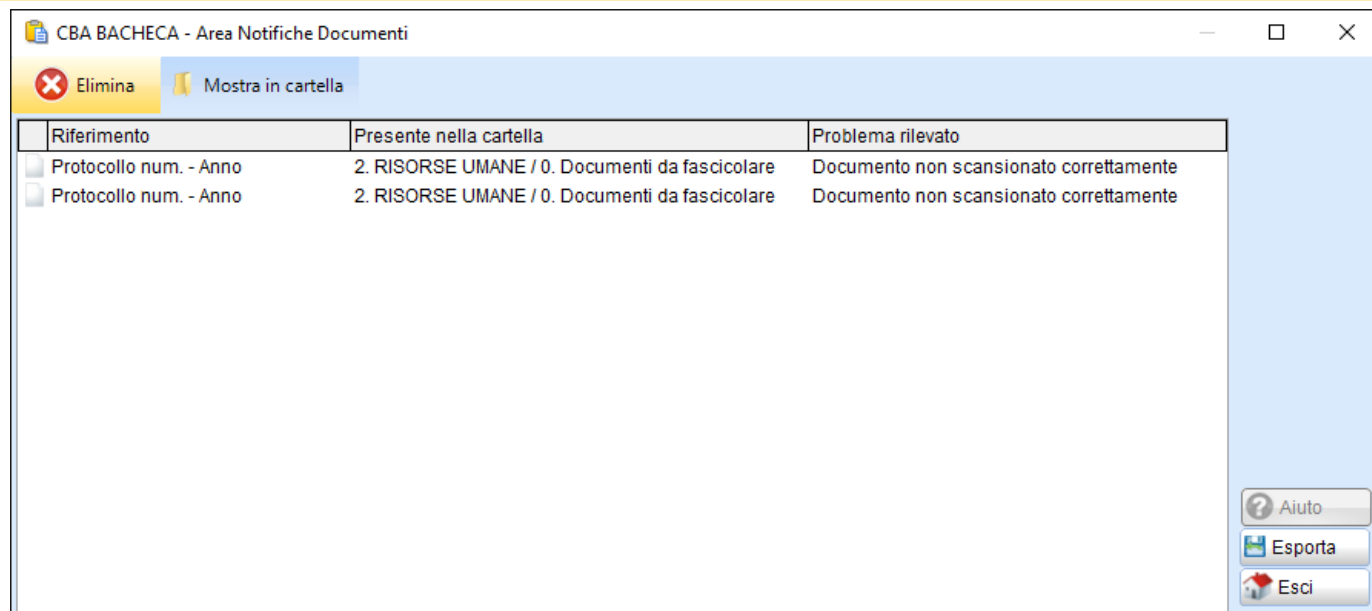 CBA BACHECA - Area Notifiche Documenti
Elimina Mostra in cartella
Riferimento Presente nella cartella Problema rilevato
Protocollo num. - Anno 2. RISORSE UMANE / 0. Documenti da fascicolare Documento non scansionato correttamente
Protocollo num. - Anno 2. RISORSE UMANE / 0. Documenti da fascicolare Documento non scansionato correttamente
Aiuto
Esporta
Esci